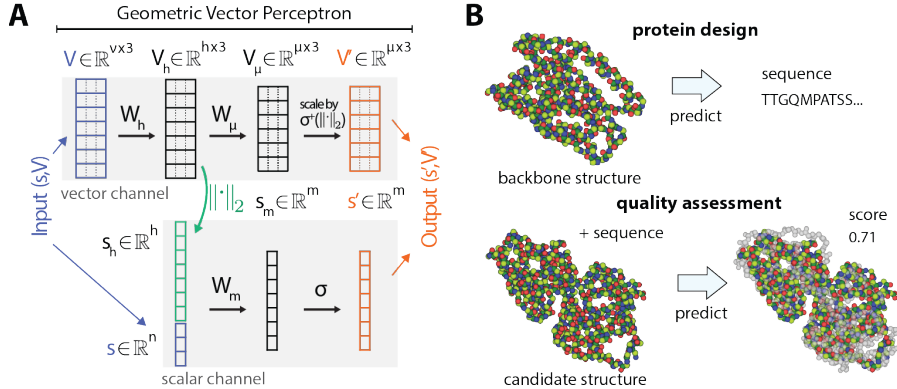 A
Geometric Vector Perceptron
V ∈ ℝ^{ν×3}
V_h ∈ ℝ^{h×3}
V_μ ∈ ℝ^{μ×3}
V' ∈ ℝ^{μ×3}
W_h
W_μ
scale by
σ⁺(‖·‖₂)
vector channel
Input (s,V)
‖·‖₂
s_m ∈ ℝ^m
s' ∈ ℝ^m
Output (s',V')
s_h ∈ ℝ^h
W_m
σ
s ∈ ℝ^n
scalar channel
B
protein design
sequence
TTGQMPATSS...
predict
backbone structure
quality assessment
+ sequence
score
0.71
predict
candidate structure